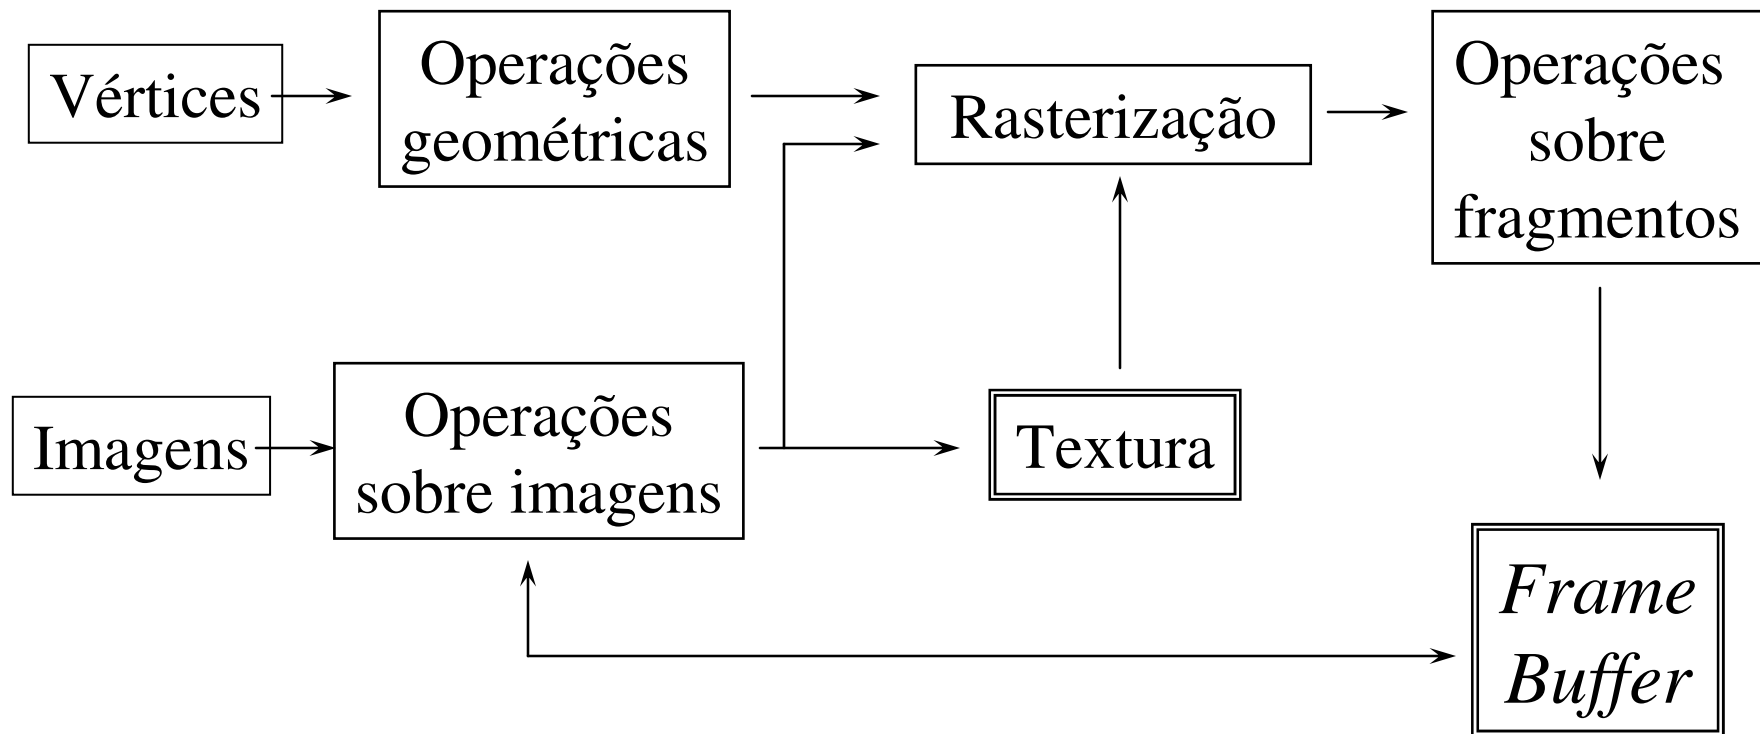 Vértices
Operações
geométricas
Rasterização
Operações
sobre
fragmentos
Imagens
Operações
sobre imagens
Textura
Frame
Buffer